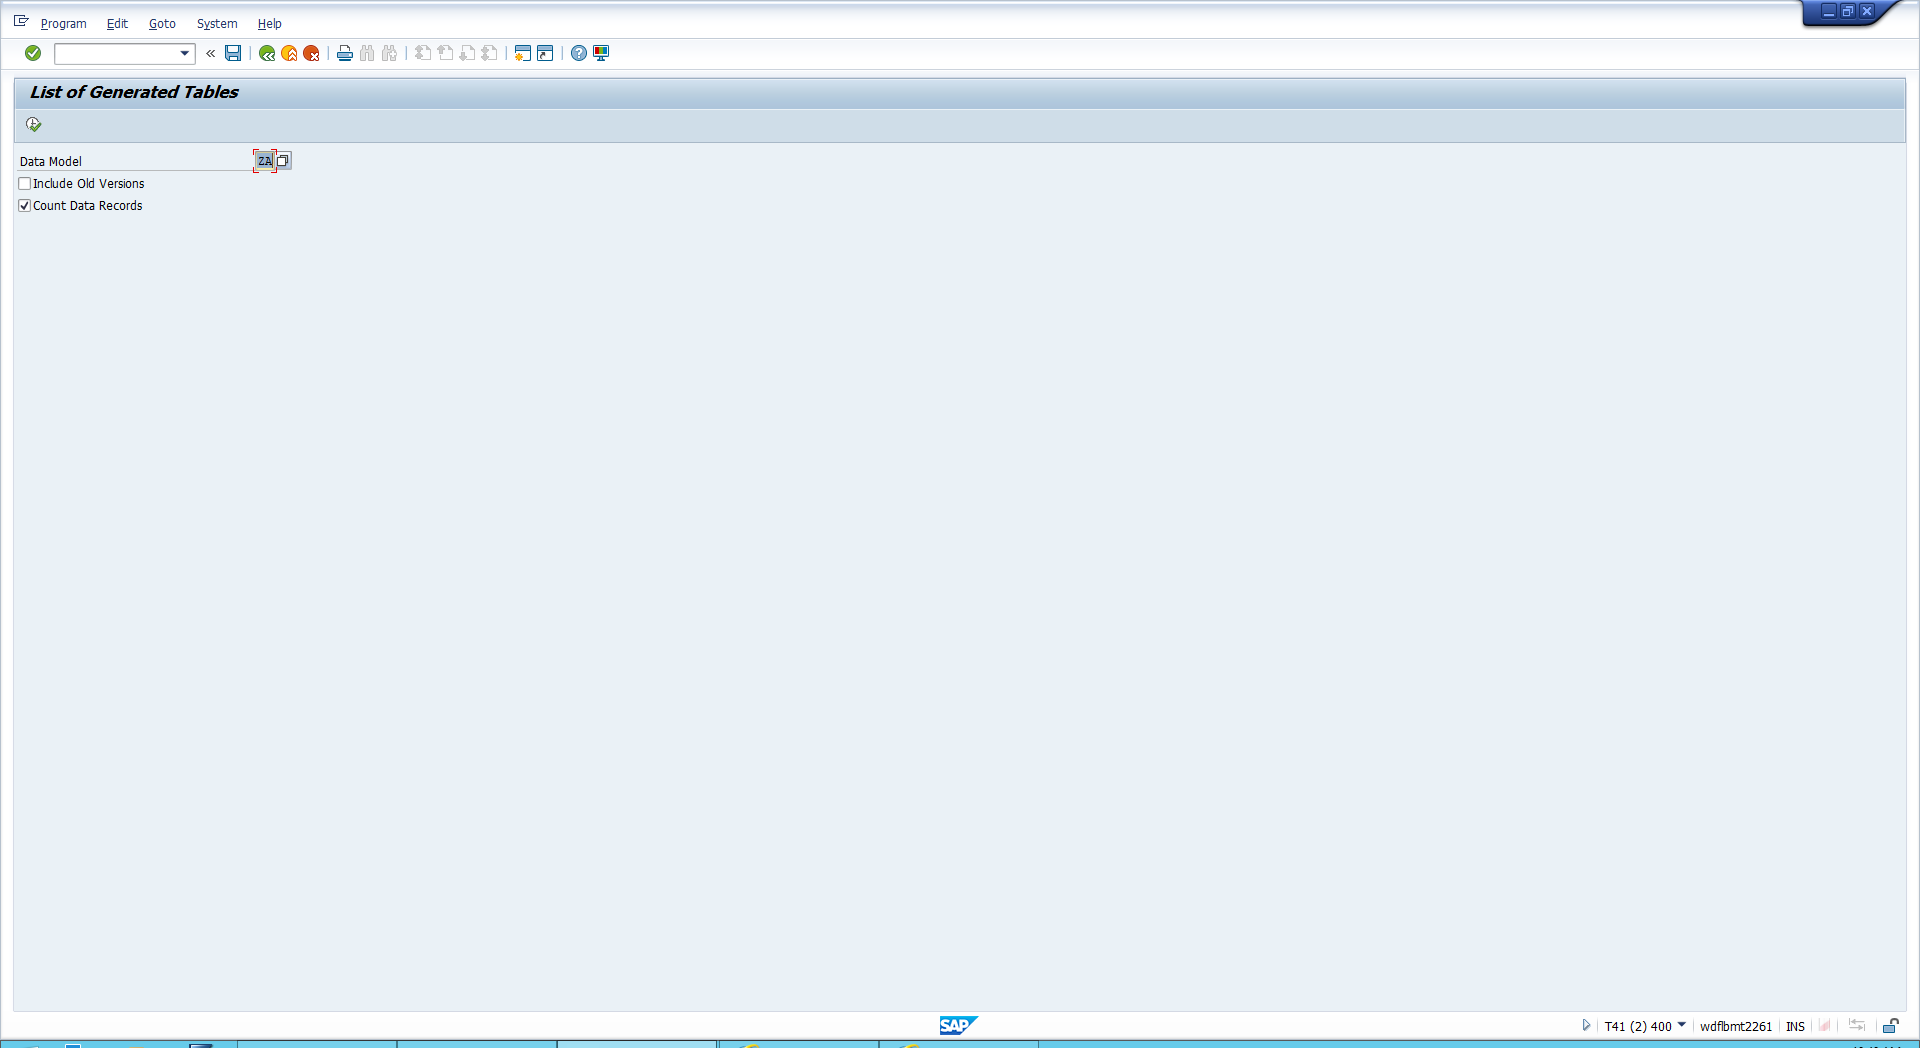 Program Edit Goto System Help
List of Generated Tables
Data Model ZA
Include Old Versions
Count Data Records
SAP T41 (2) 400 wdflbmt2261 INS